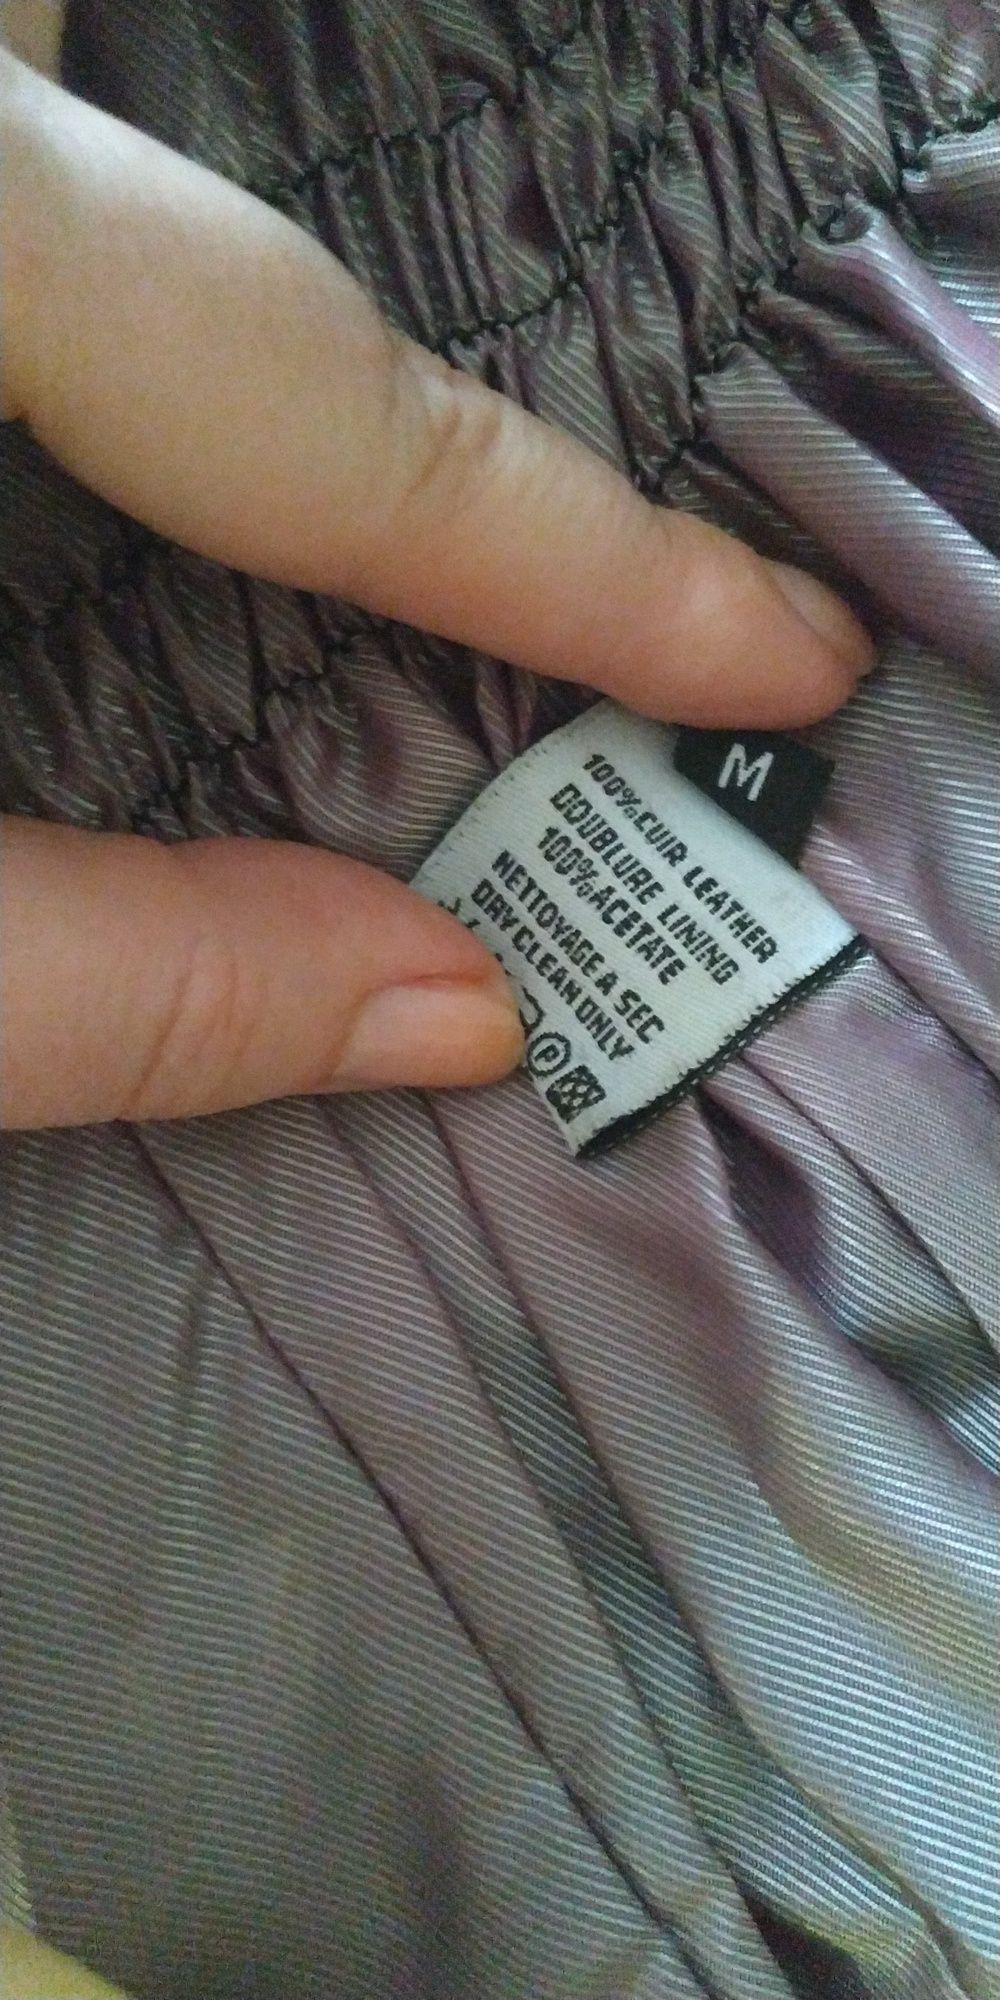 M
100%CUIR LEATHER
DOUBLURE LINING
100%ACETATE
NETTOYAGE A SEC
DRY CLEAN ONLY
P